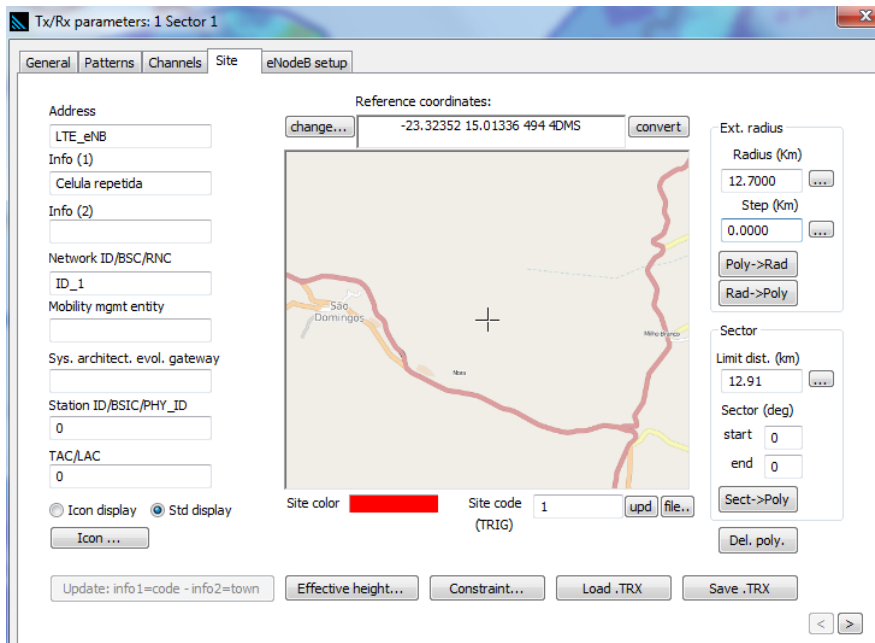 Tx/Rx parameters: 1 Sector 1
General Patterns Channels Site eNodeB setup
Reference coordinates:
change... -23.32352 15.01336 494 4DMS convert
Address
LTE_eNB
Info (1)
Celula repetida
Info (2)
Network ID/BSC/RNC
ID_1
Mobility mgmt entity
Sys. architect. evol. gateway
Station ID/BSIC/PHY_ID
0
TAC/LAC
0
Icon display Std display
Icon ...
São
Domingos
Milho Branco
Nora
Site color
Site code
(TRIG)
1
upd file..
Ext. radius
Radius (Km)
12.7000 ...
Step (Km)
0.0000 ...
Poly->Rad
Rad->Poly
Sector
Limit dist. (km)
12.91 ...
Sector (deg)
start 0
end 0
Sect->Poly
Del. poly.
Update: info1=code - info2=town Effective height... Constraint... Load .TRX Save .TRX
< >